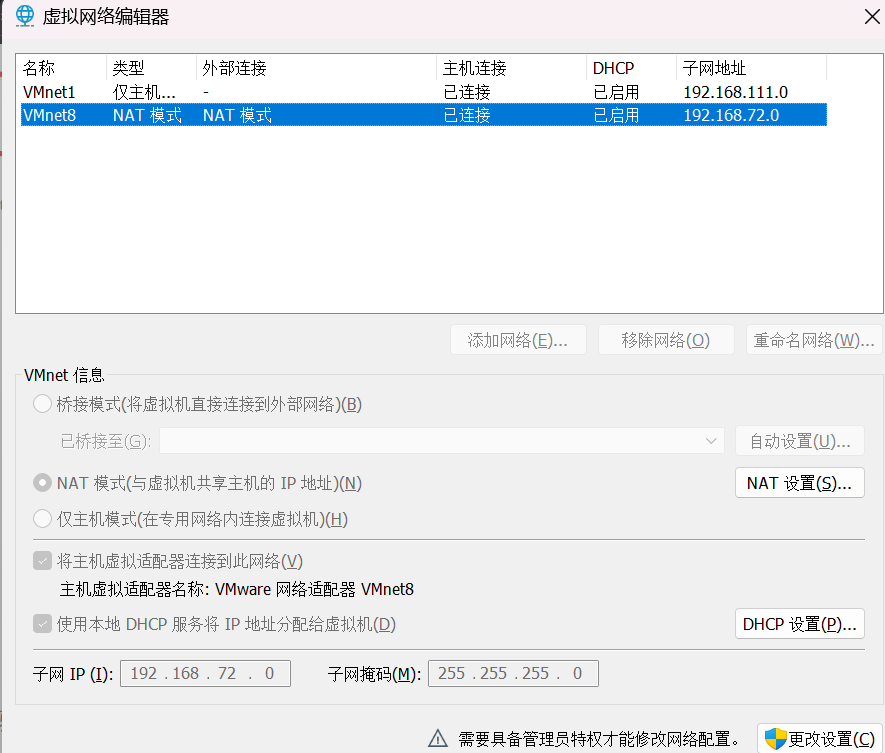 虚拟网络编辑器
名称 类型 外部连接 主机连接 DHCP 子网地址
VMnet1 仅主机... - 已连接 已启用 192.168.111.0
VMnet8 NAT 模式 NAT 模式 已连接 已启用 192.168.72.0
添加网络(E)... 移除网络(O) 重命名网络(W)...
VMnet 信息
桥接模式(将虚拟机直接连接到外部网络)(B)
已桥接至(G): 自动设置(U)...
NAT 模式(与虚拟机共享主机的 IP 地址)(N) NAT 设置(S)...
仅主机模式(在专用网络内连接虚拟机)(H)
将主机虚拟适配器连接到此网络(V)
主机虚拟适配器名称: VMware 网络适配器 VMnet8
使用本地 DHCP 服务将 IP 地址分配给虚拟机(D) DHCP 设置(P)...
子网 IP (I): 192 . 168 . 72 . 0 子网掩码(M): 255 . 255 . 255 . 0
需要具备管理员特权才能修改网络配置。 更改设置(C)